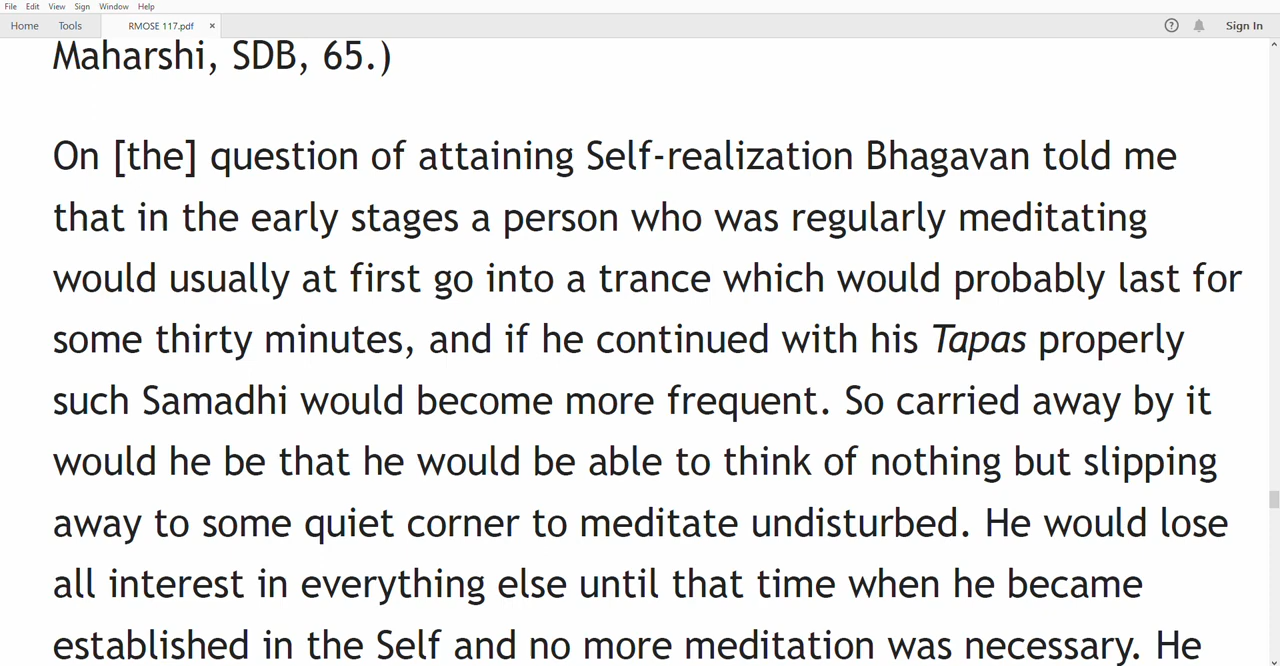 File Edit View Sign Window Help
Home Tools RMOSE 117.pdf × ? Sign In
Maharshi, SDB, 65.)
On [the] question of attaining Self-realization Bhagavan told me
that in the early stages a person who was regularly meditating
would usually at first go into a trance which would probably last for
some thirty minutes, and if he continued with his Tapas properly
such Samadhi would become more frequent. So carried away by it
would he be that he would be able to think of nothing but slipping
away to some quiet corner to meditate undisturbed. He would lose
all interest in everything else until that time when he became
established in the Self and no more meditation was necessary. He